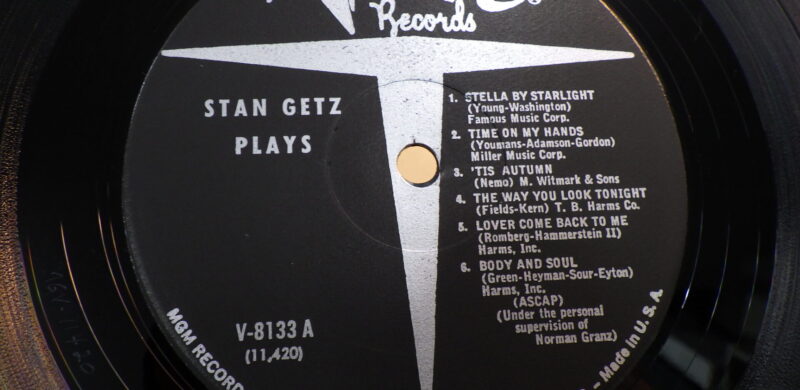 Records
STAN GETZ
PLAYS
1. STELLA BY STARLIGHT
(Young-Washington)
Famous Music Corp.
2. TIME ON MY HANDS
(Youmans-Adamson-Gordon)
Miller Music Corp.
3. 'TIS AUTUMN
(Nemo) M. Witmark & Sons
4. THE WAY YOU LOOK TONIGHT
(Fields-Kern) T. B. Harms Co.
5. LOVER COME BACK TO ME
(Romberg-Hammerstein II)
Harms, Inc.
6. BODY AND SOUL
(Green-Heyman-Sour-Eyton)
Harms, Inc.
(ASCAP)
(Under the personal
supervision of
Norman Granz)
V-8133 A
(11,420)
MGM RECORD
- Made in U.S.A.